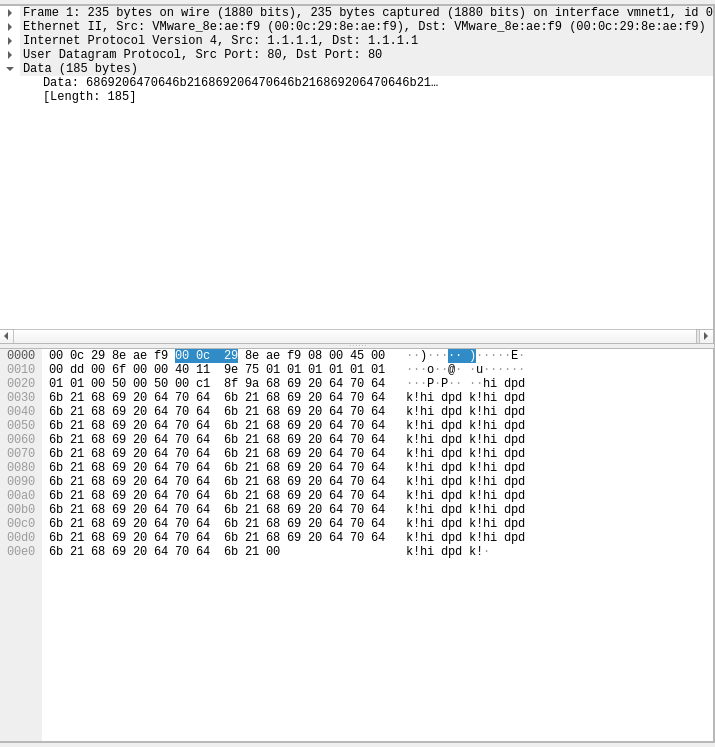 Frame 1: 235 bytes on wire (1880 bits), 235 bytes captured (1880 bits) on interface vmnet1, id 0
Ethernet II, Src: VMware_8e:ae:f9 (00:0c:29:8e:ae:f9), Dst: VMware_8e:ae:f9 (00:0c:29:8e:ae:f9)
Internet Protocol Version 4, Src: 1.1.1.1, Dst: 1.1.1.1
User Datagram Protocol, Src Port: 80, Dst Port: 80
Data (185 bytes)
Data: 6869206470646b216869206470646b216869206470646b21…
[Length: 185]
0000 00 0c 29 8e ae f9 00 0c 29 8e ae f9 08 00 45 00 ··)·····)·····E·
0010 00 dd 00 6f 00 00 40 11 9e 75 01 01 01 01 01 01 ···o··@··u······
0020 01 01 00 50 00 50 00 c1 8f 9a 68 69 20 64 70 64 ···P·P····hi dpd
0030 6b 21 68 69 20 64 70 64 6b 21 68 69 20 64 70 64 k!hi dpd k!hi dpd
0040 6b 21 68 69 20 64 70 64 6b 21 68 69 20 64 70 64 k!hi dpd k!hi dpd
0050 6b 21 68 69 20 64 70 64 6b 21 68 69 20 64 70 64 k!hi dpd k!hi dpd
0060 6b 21 68 69 20 64 70 64 6b 21 68 69 20 64 70 64 k!hi dpd k!hi dpd
0070 6b 21 68 69 20 64 70 64 6b 21 68 69 20 64 70 64 k!hi dpd k!hi dpd
0080 6b 21 68 69 20 64 70 64 6b 21 68 69 20 64 70 64 k!hi dpd k!hi dpd
0090 6b 21 68 69 20 64 70 64 6b 21 68 69 20 64 70 64 k!hi dpd k!hi dpd
00a0 6b 21 68 69 20 64 70 64 6b 21 68 69 20 64 70 64 k!hi dpd k!hi dpd
00b0 6b 21 68 69 20 64 70 64 6b 21 68 69 20 64 70 64 k!hi dpd k!hi dpd
00c0 6b 21 68 69 20 64 70 64 6b 21 68 69 20 64 70 64 k!hi dpd k!hi dpd
00d0 6b 21 68 69 20 64 70 64 6b 21 68 69 20 64 70 64 k!hi dpd k!hi dpd
00e0 6b 21 68 69 20 64 70 64 6b 21 00 k!hi dpd k!·